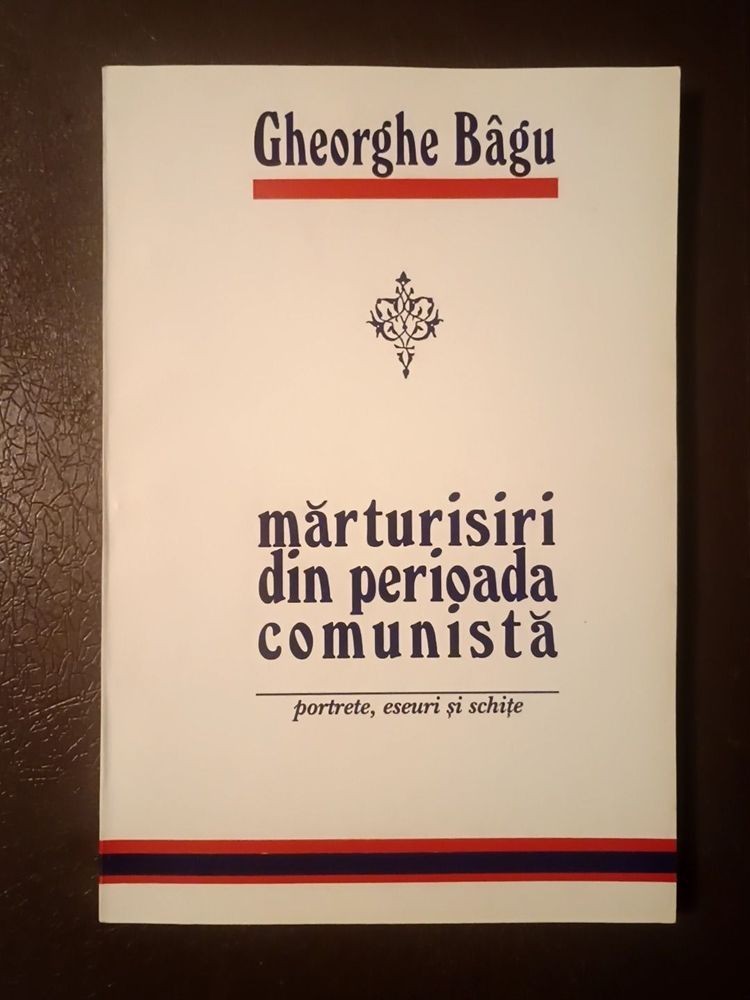 Gheorghe Bâgu
mărturisiri
din perioada
comunistă
portrete, eseuri și schițe